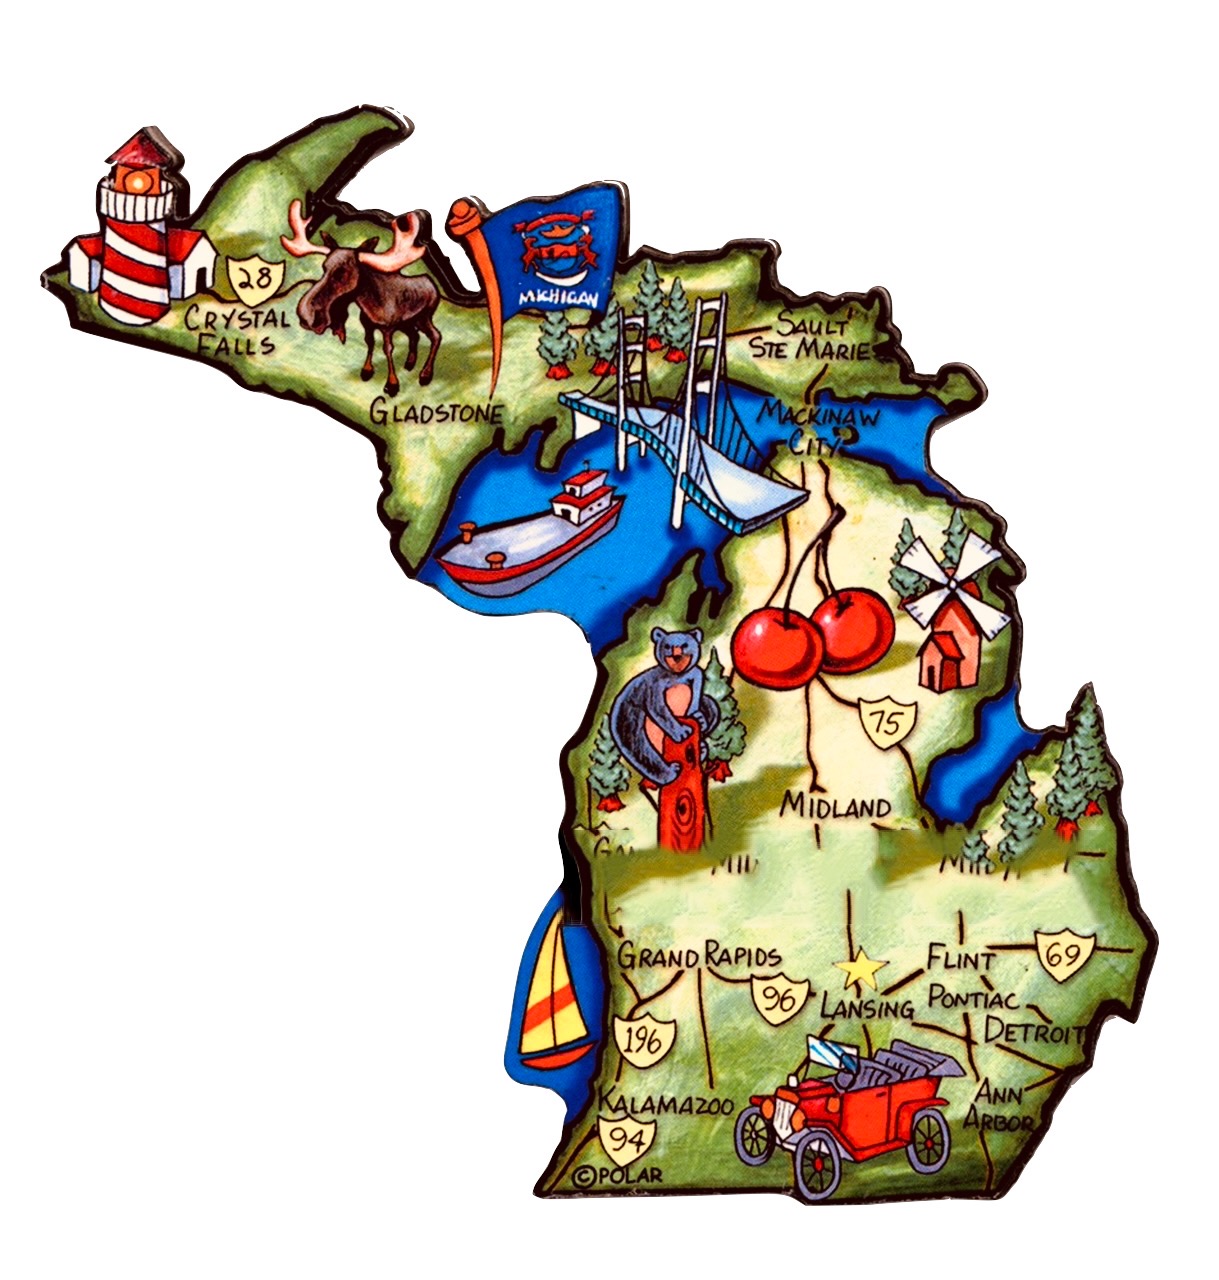 MICHIGAN
28
CRYSTAL
FALLS
SAULT
STE MARIE
GLADSTONE
MACKINAW
CITY
75
MIDLAND
GRAND RAPIDS
FLINT
69
96
LANSING
PONTIAC
196
DETROIT
KALAMAZOO
ANN
ARBOR
94
©POLAR